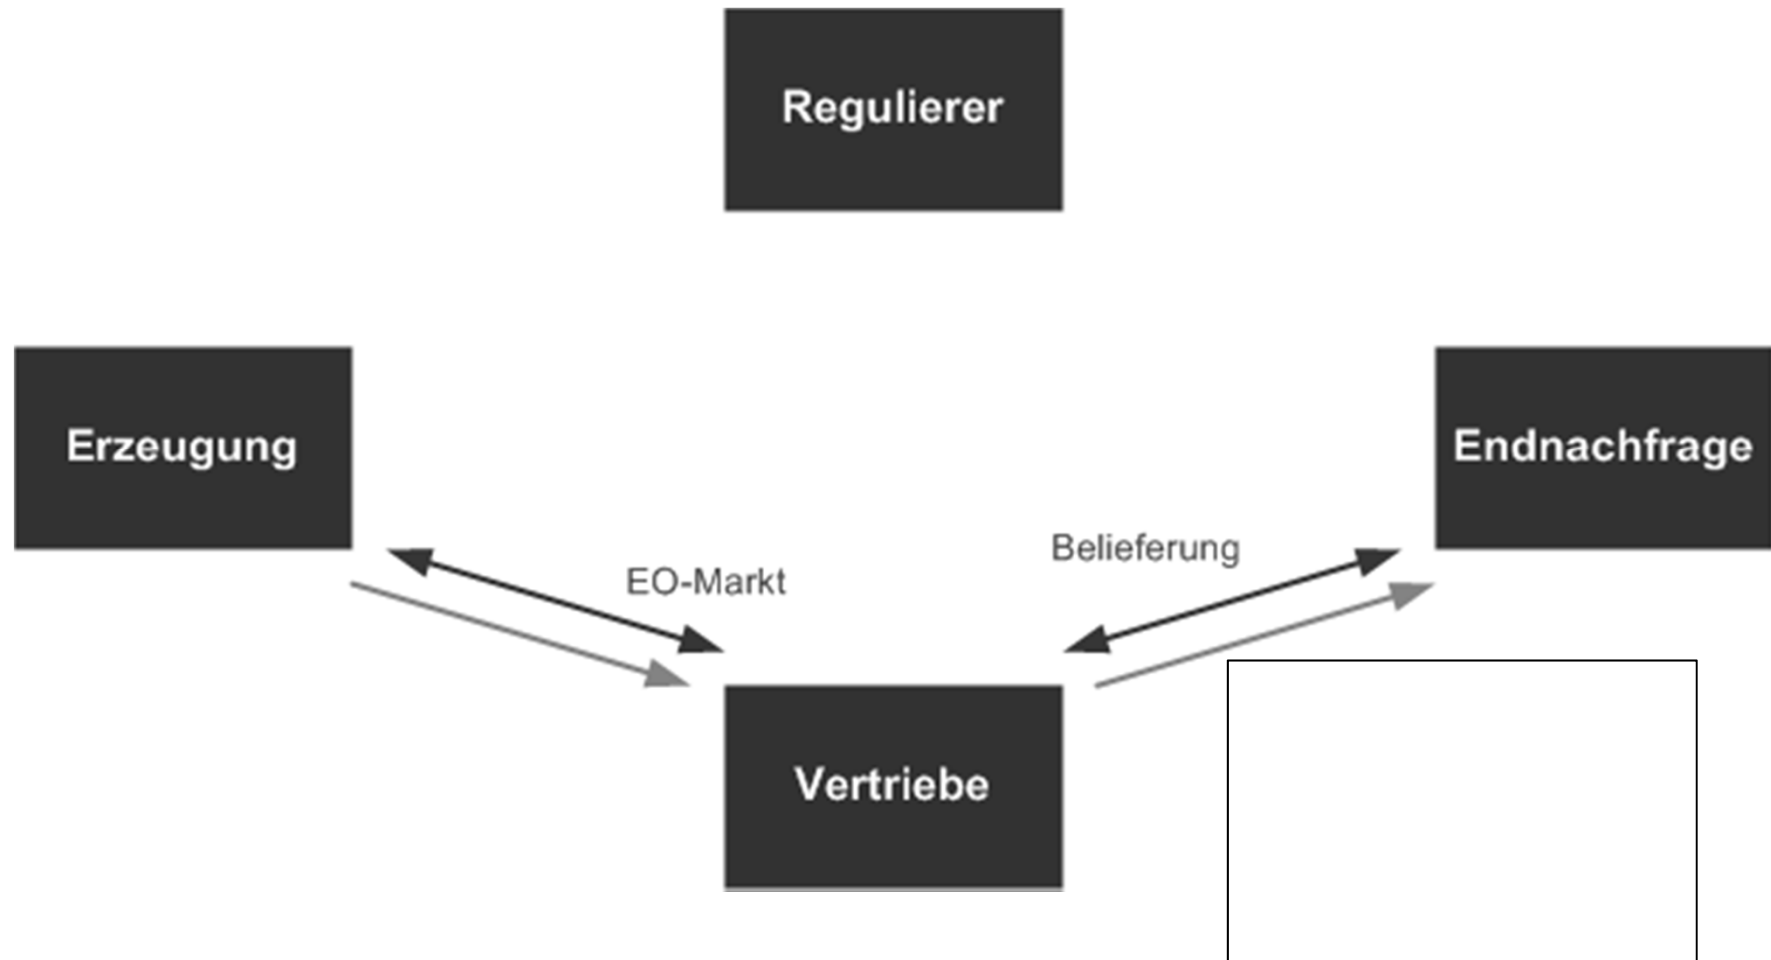 Regulierer
Erzeugung
Endnachfrage
EO-Markt
Belieferung
Vertriebe